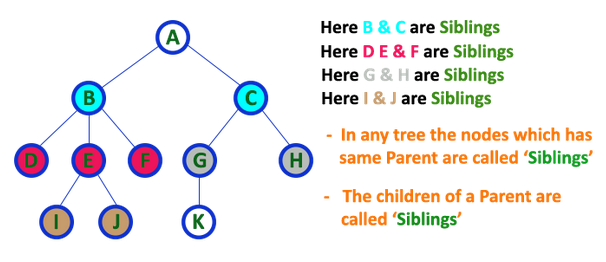 A
B
C
D
E
F
G
H
I
J
K
Here B & C are Siblings
Here D E & F are Siblings
Here G & H are Siblings
Here I & J are Siblings
- In any tree the nodes which has
same Parent are called ‘Siblings’
- The children of a Parent are
called ‘Siblings’